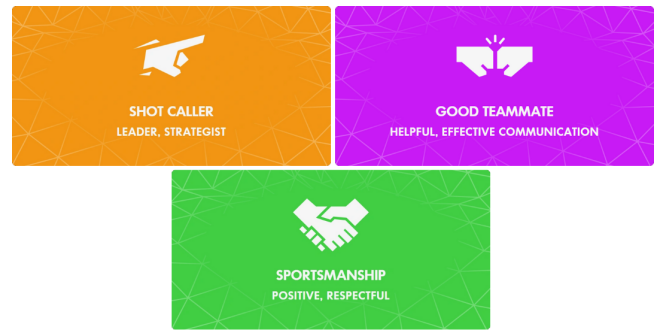 SHOT CALLER
LEADER, STRATEGIST
GOOD TEAMMATE
HELPFUL, EFFECTIVE COMMUNICATION
SPORTSMANSHIP
POSITIVE, RESPECTFUL